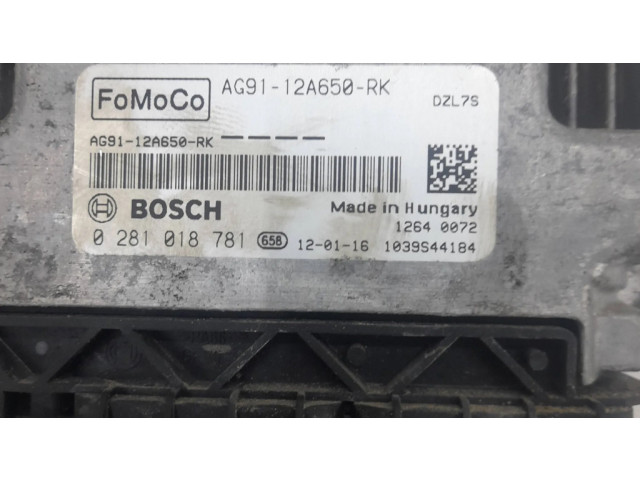 FoMoCo AG91-12A650-RK
DZL7S
AG91-12A650-RK ————
BOSCH Made in Hungary
1264 0072
0 281 018 781 658 12-01-16 1039S44184